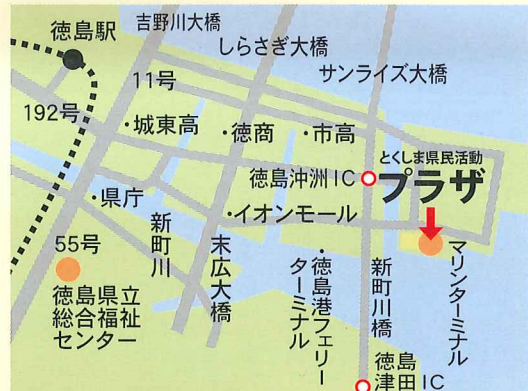 吉野川大橋
徳島駅
しらさぎ大橋
サンライズ大橋
11号
192号
・城東高
・徳商
・市高
とくしま県民活動
プラザ
徳島沖洲IC
・県庁
・イオンモール
新町川
末広大橋
・徳島港フェリー
ターミナル
新町川橋
マリンターミナル
55号
徳島県立
総合福祉
センター
徳島
津田IC